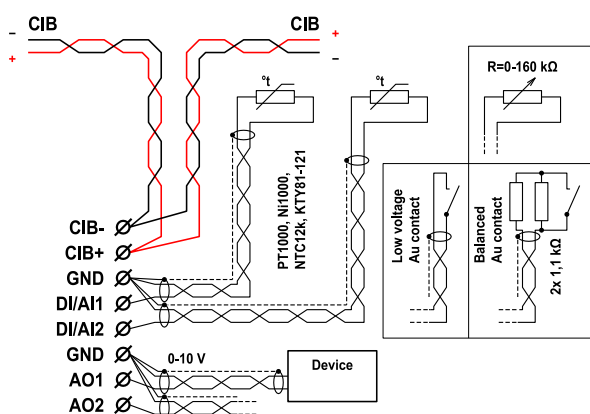 CIB
CIB
–
+
+
–
°t
°t
R=0-160 kΩ
PT1000, Ni1000,
NTC12k, KTY81-121
Low voltage
Au contact
Balanced
Au contact
2x 1,1 kΩ
CIB-
CIB+
GND
DI/AI1
DI/AI2
GND
AO1
AO2
0-10 V
Device